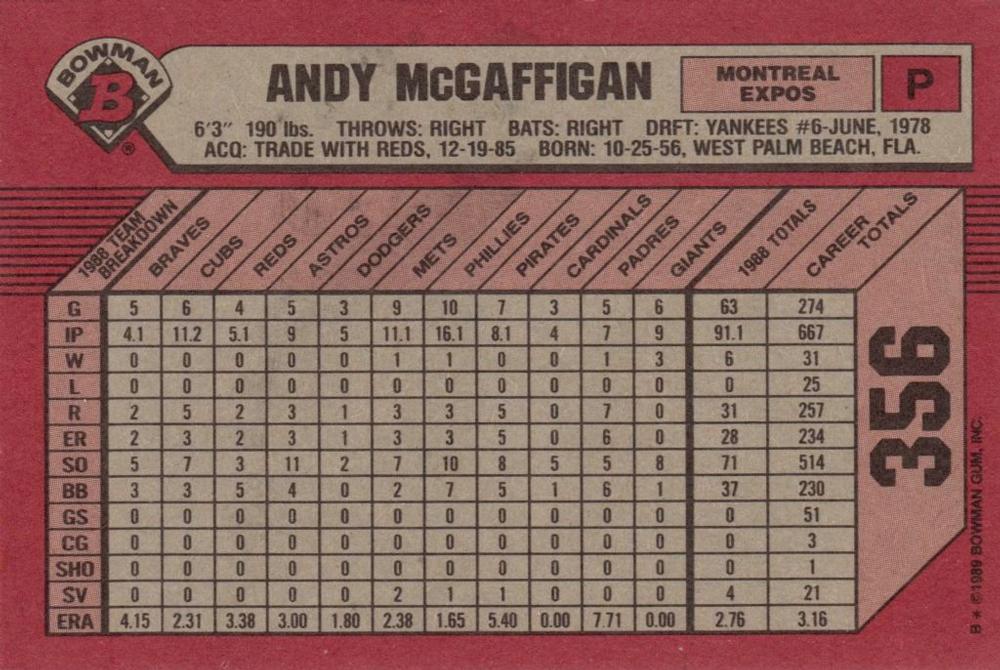 BOWMAN
B
®
ANDY McGAFFIGAN
MONTREAL
EXPOS
P
6'3" 190 lbs. THROWS: RIGHT BATS: RIGHT DRFT: YANKEES #6-JUNE, 1978
ACQ: TRADE WITH REDS, 12-19-85 BORN: 10-25-56, WEST PALM BEACH, FLA.
1988 TEAM
BREAKDOWN BRAVES CUBS REDS ASTROS DODGERS METS PHILLIES PIRATES CARDINALS PADRES GIANTS 1988 TOTALS CAREER
TOTALS
G 5 6 4 5 3 9 10 7 3 5 6 63 274
IP 4.1 11.2 5.1 9 5 11.1 16.1 8.1 4 7 9 91.1 667
W 0 0 0 0 0 1 1 0 0 1 3 6 31
L 0 0 0 0 0 0 0 0 0 0 0 0 25
R 2 5 2 3 1 3 3 5 0 7 0 31 257
ER 2 3 2 3 1 3 3 5 0 6 0 28 234
SO 5 7 3 11 2 7 10 8 5 5 8 71 514
BB 3 3 5 4 0 2 7 5 1 6 1 37 230
GS 0 0 0 0 0 0 0 0 0 0 0 0 51
CG 0 0 0 0 0 0 0 0 0 0 0 0 3
SHO 0 0 0 0 0 0 0 0 0 0 0 0 1
SV 0 0 0 0 0 2 1 1 0 0 0 4 21
ERA 4.15 2.31 3.38 3.00 1.80 2.38 1.65 5.40 0.00 7.71 0.00 2.76 3.16
356
B * © 1989 BOWMAN GUM, INC.